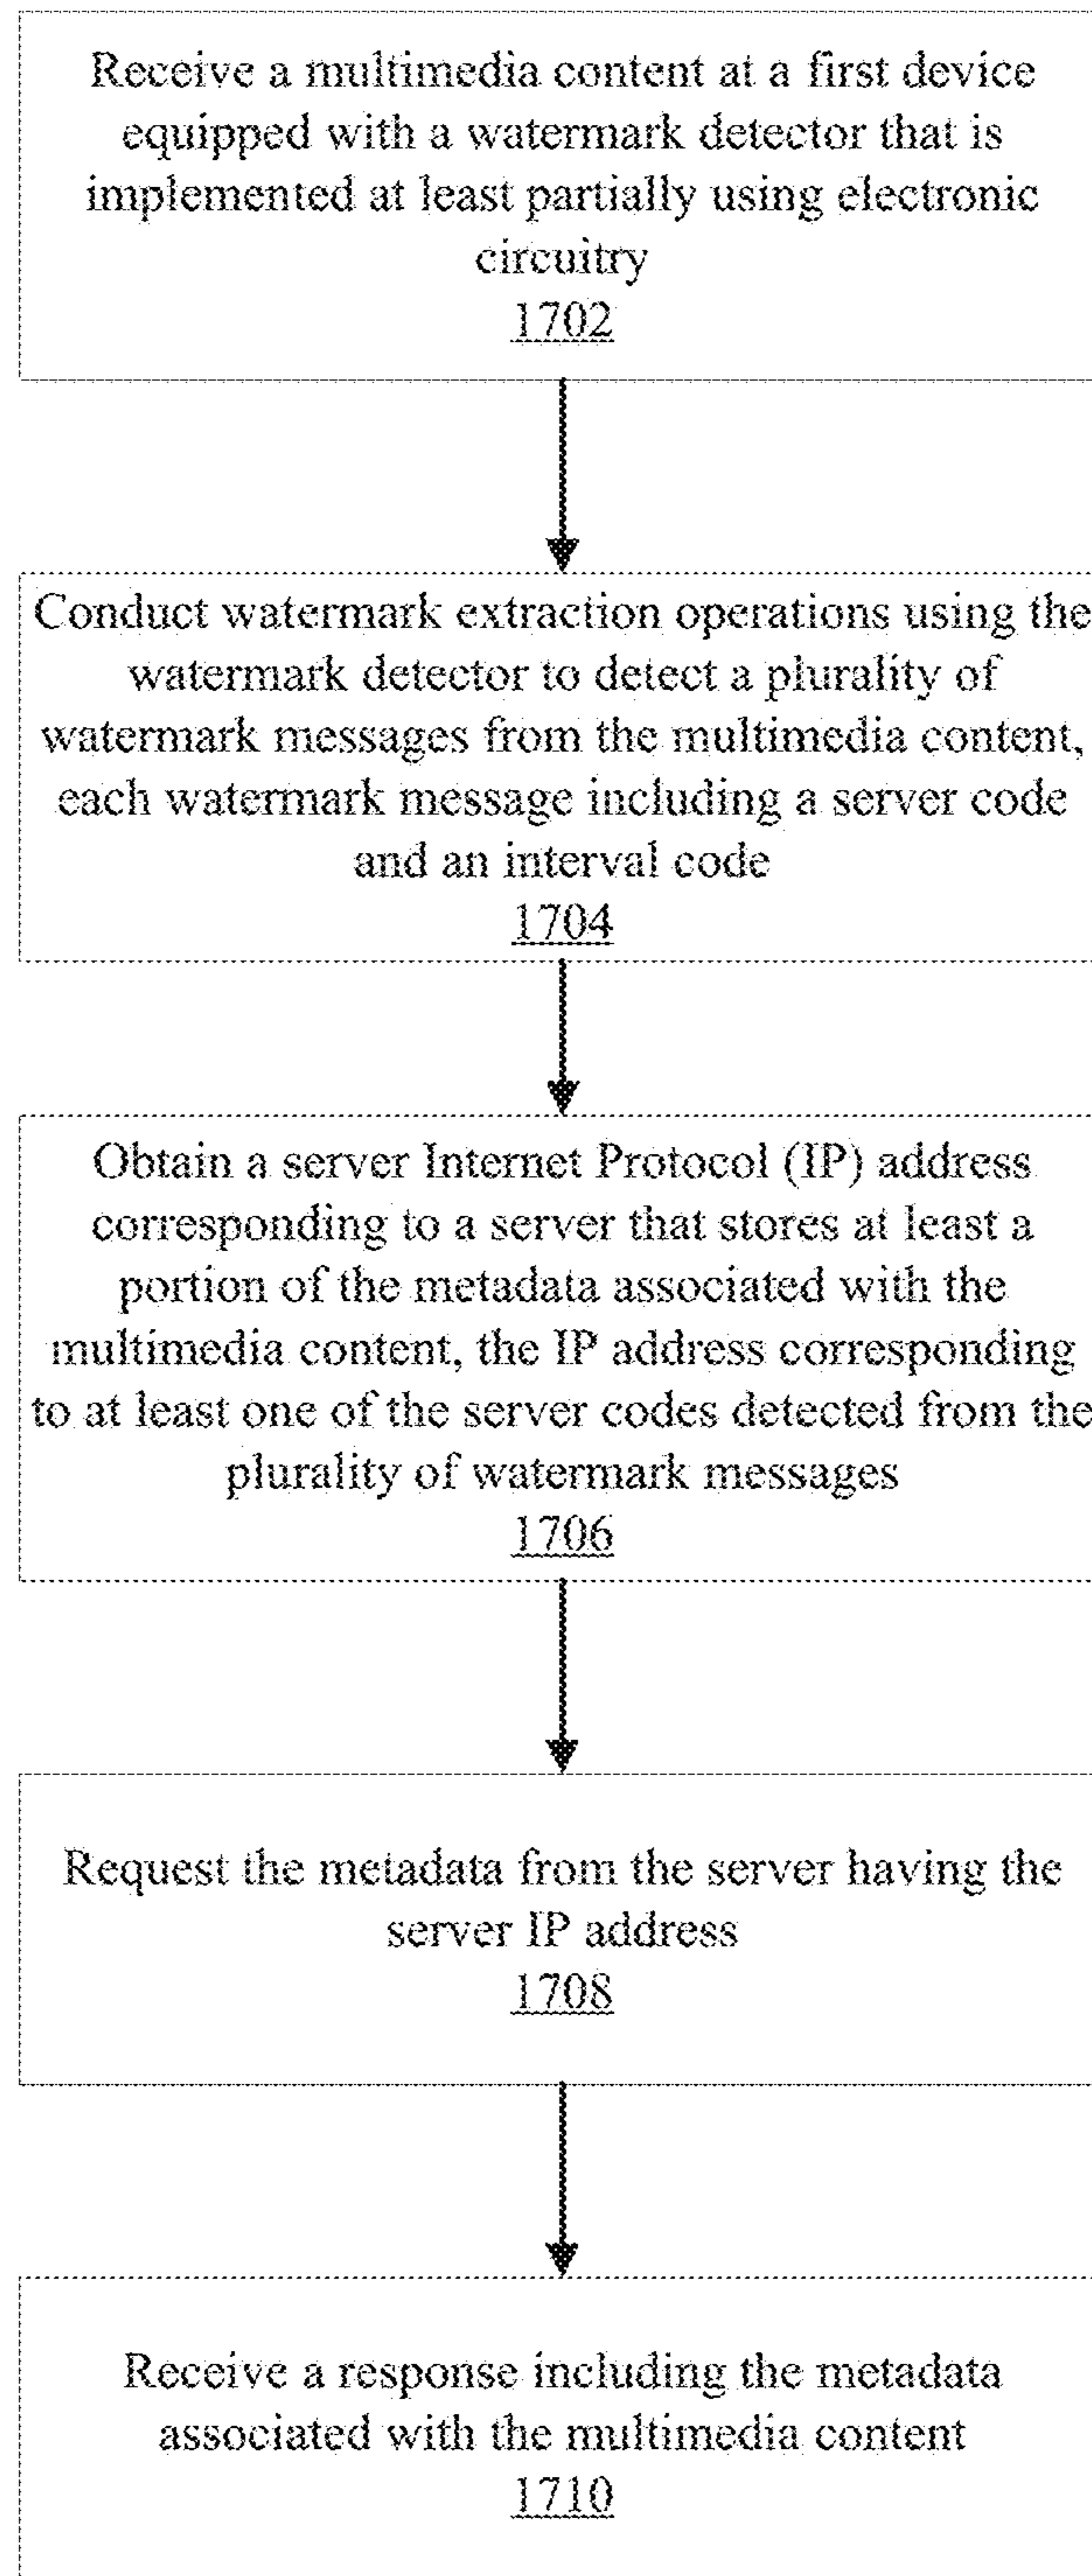 Receive a multimedia content at a first device
equipped with a watermark detector that is
implemented at least partially using electronic
circuitry
1702
Conduct watermark extraction operations using the
watermark detector to detect a plurality of
watermark messages from the multimedia content,
each watermark message including a server code
and an interval code
1704
Obtain a server Internet Protocol (IP) address
corresponding to a server that stores at least a
portion of the metadata associated with the
multimedia content, the IP address corresponding
to at least one of the server codes detected from the
plurality of watermark messages
1706
Request the metadata from the server having the
server IP address
1708
Receive a response including the metadata
associated with the multimedia content
1710